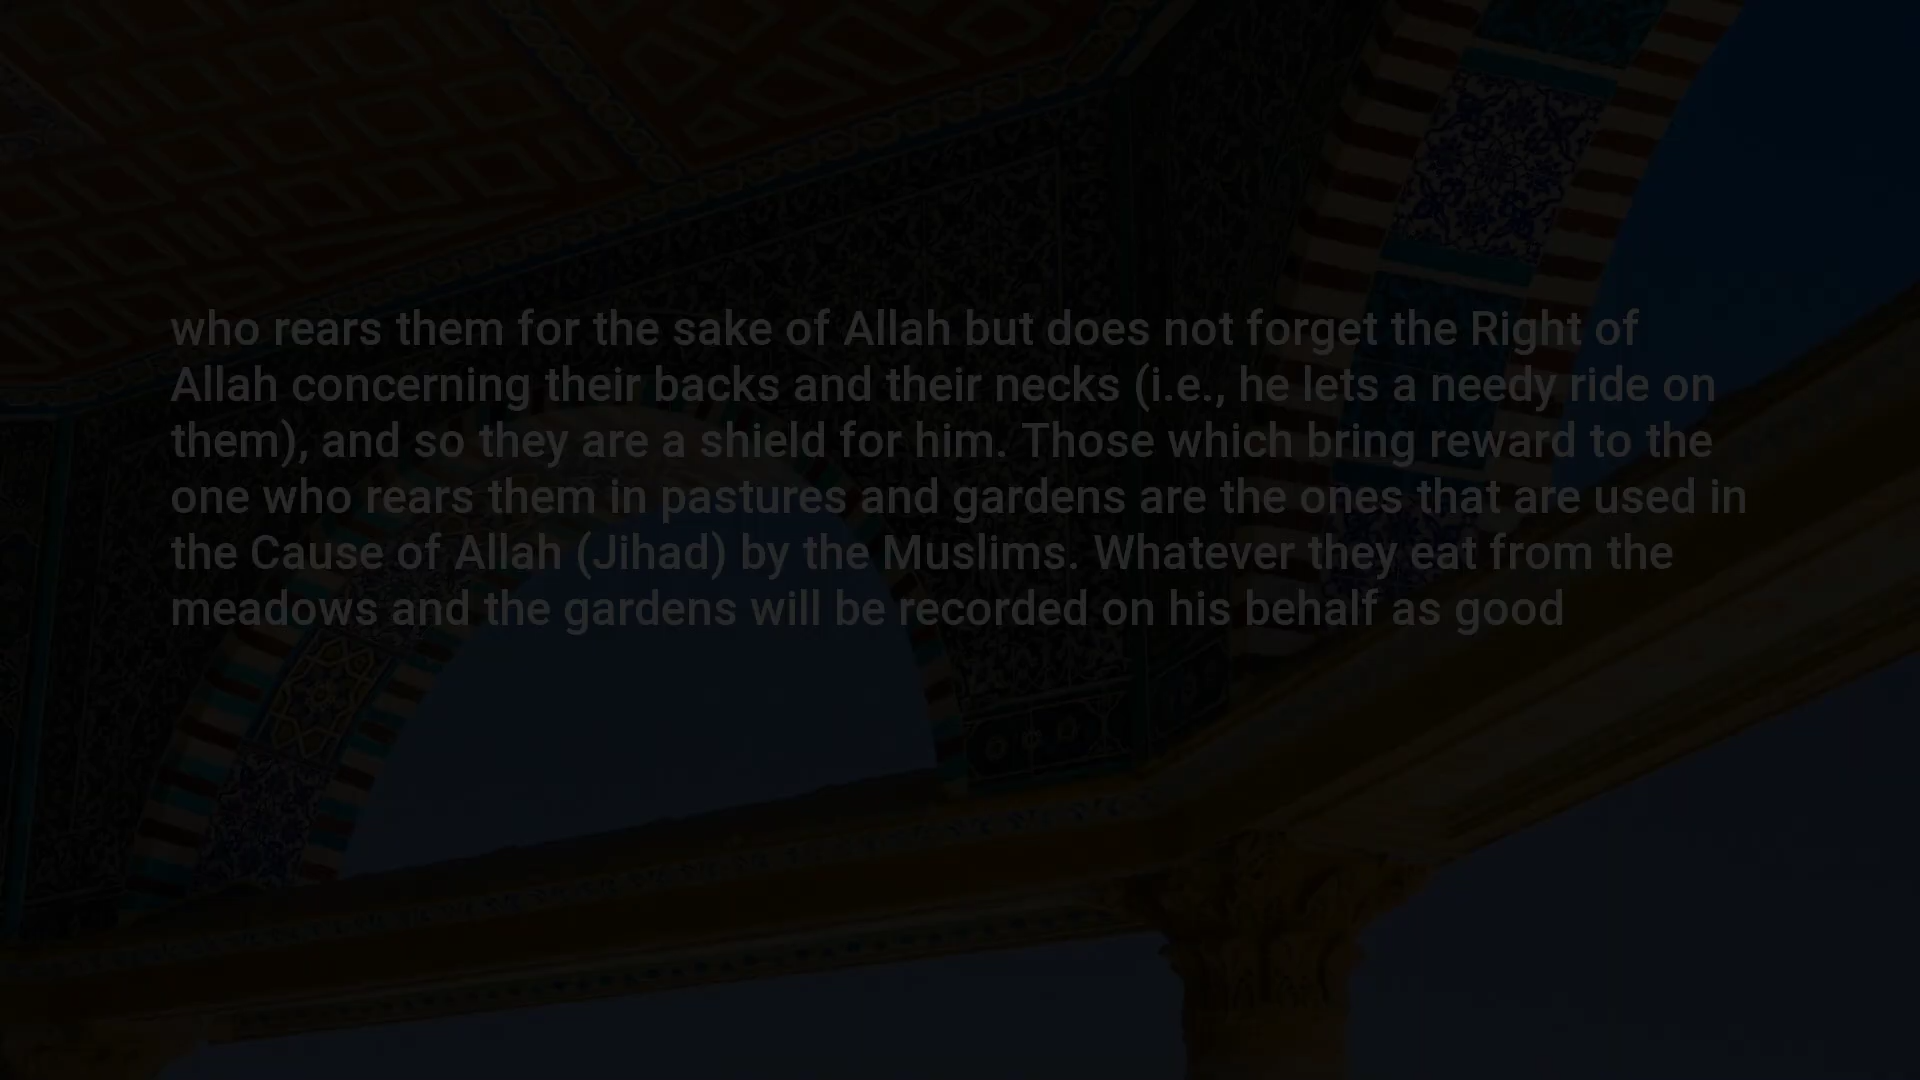 who rears them for the sake of Allah but does not forget the Right of
Allah concerning their backs and their necks (i.e., he lets a needy ride on
them), and so they are a shield for him. Those which bring reward to the
one who rears them in pastures and gardens are the ones that are used in
the Cause of Allah (Jihad) by the Muslims. Whatever they eat from the
meadows and the gardens will be recorded on his behalf as good